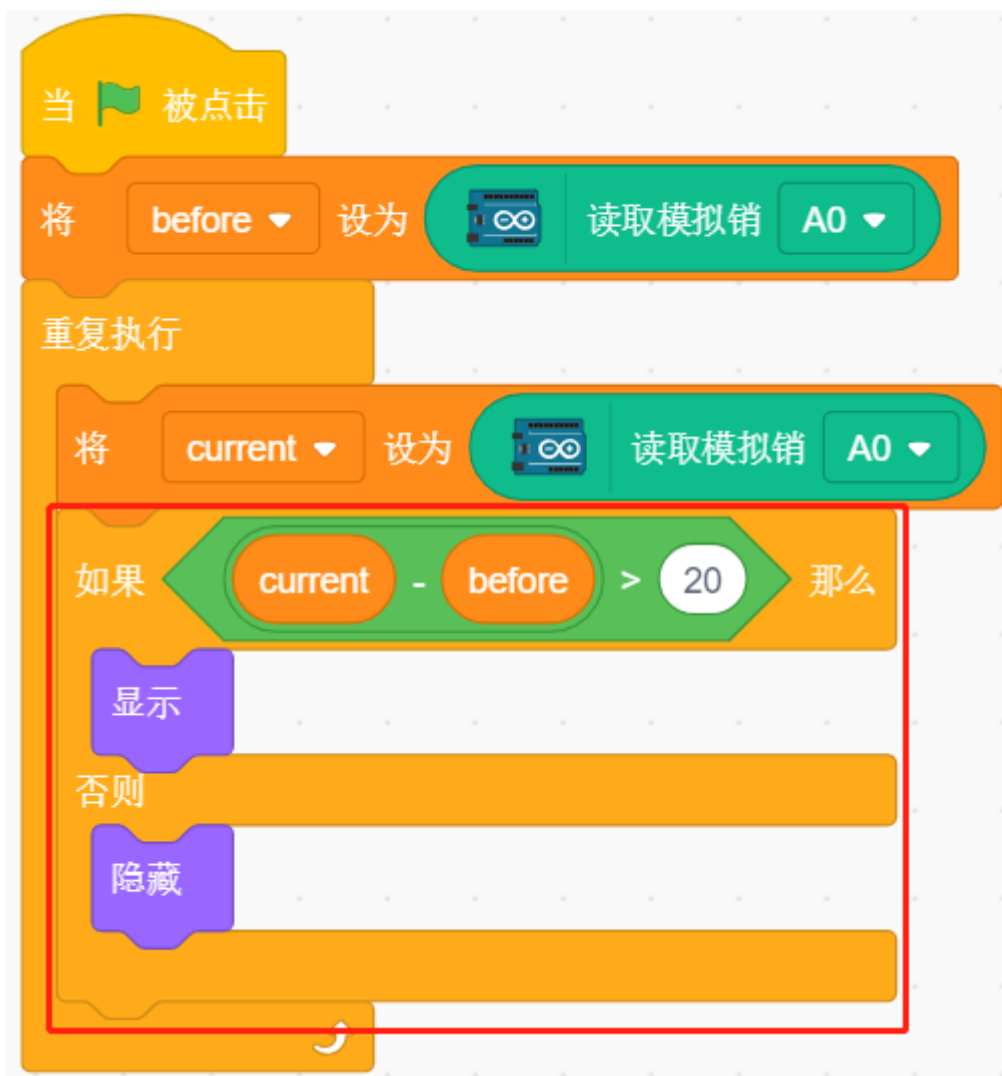 当 被点击
将 before 设为 读取模拟销 A0
重复执行
将 current 设为 读取模拟销 A0
如果 current - before > 20 那么
显示
否则
隐藏